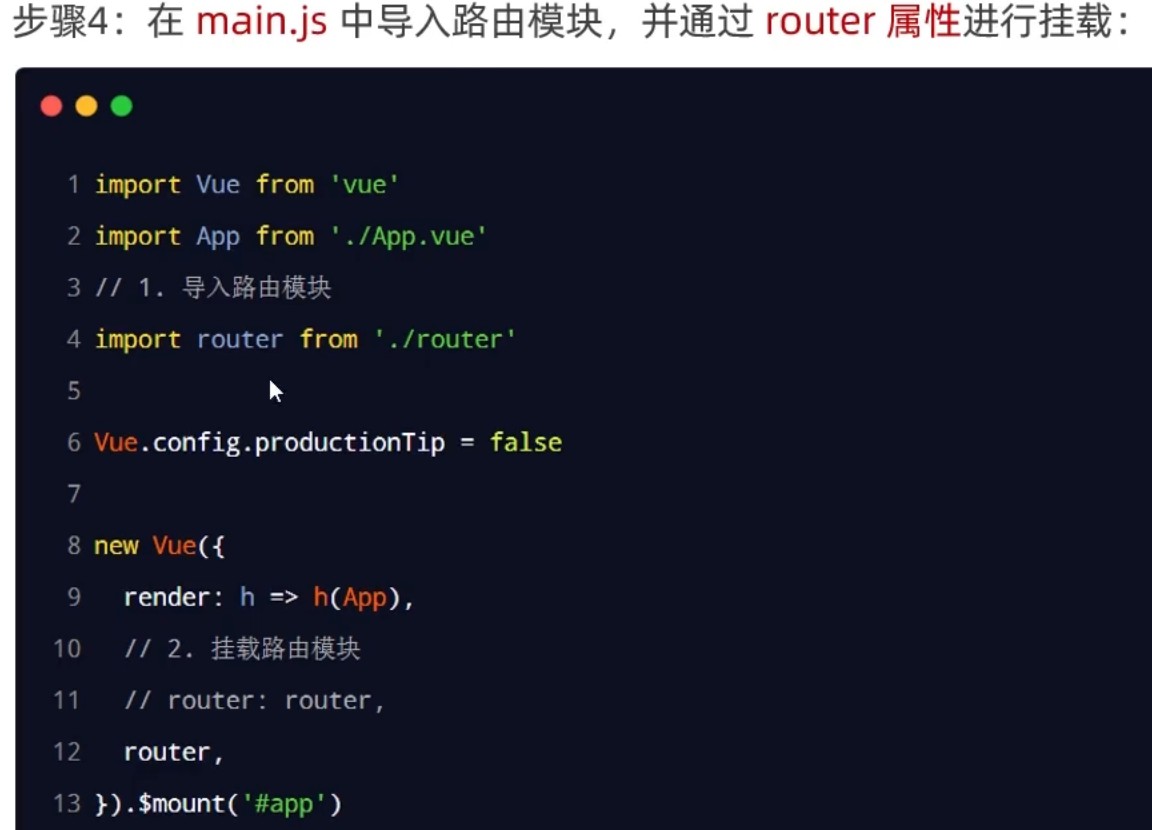 步骤4：在 main.js 中导入路由模块，并通过 router 属性进行挂载：
1 import Vue from 'vue'
2 import App from './App.vue'
3 // 1. 导入路由模块
4 import router from './router'
5
6 Vue.config.productionTip = false
7
8 new Vue({
9   render: h => h(App),
10   // 2. 挂载路由模块
11   // router: router,
12   router,
13 }).$mount('#app')